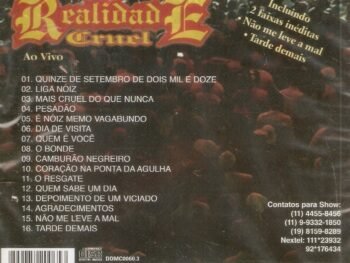 Realidade
Cruel
Ao Vivo
Incluindo
2 faixas inéditas
Não me leve a mal
• Tarde demais
01. QUINZE DE SETEMBRO DE DOIS MIL E DOZE
02. LIGA NÓIZ
03. MAIS CRUEL DO QUE NUNCA
04. PESADÃO
05. É NÓIZ MEMO VAGABUNDO
06. DIA DE VISITA
07. QUEM É VOCÊ
08. O BONDE
09. CAMBURÃO NEGREIRO
10. CORAÇÃO NA PONTA DA AGULHA
11. O RESGATE
12. QUEM SABE UM DIA
13. DEPOIMENTO DE UM VICIADO
14. AGRADECIMENTOS
15. NÃO ME LEVE A MAL
16. TARDE DEMAIS
Contatos para Show:
(11) 4455-8456
(11) 9-9332-1850
(19) 8159-8289
Nextel: 111*23932
92*176434
DDMC0060.3